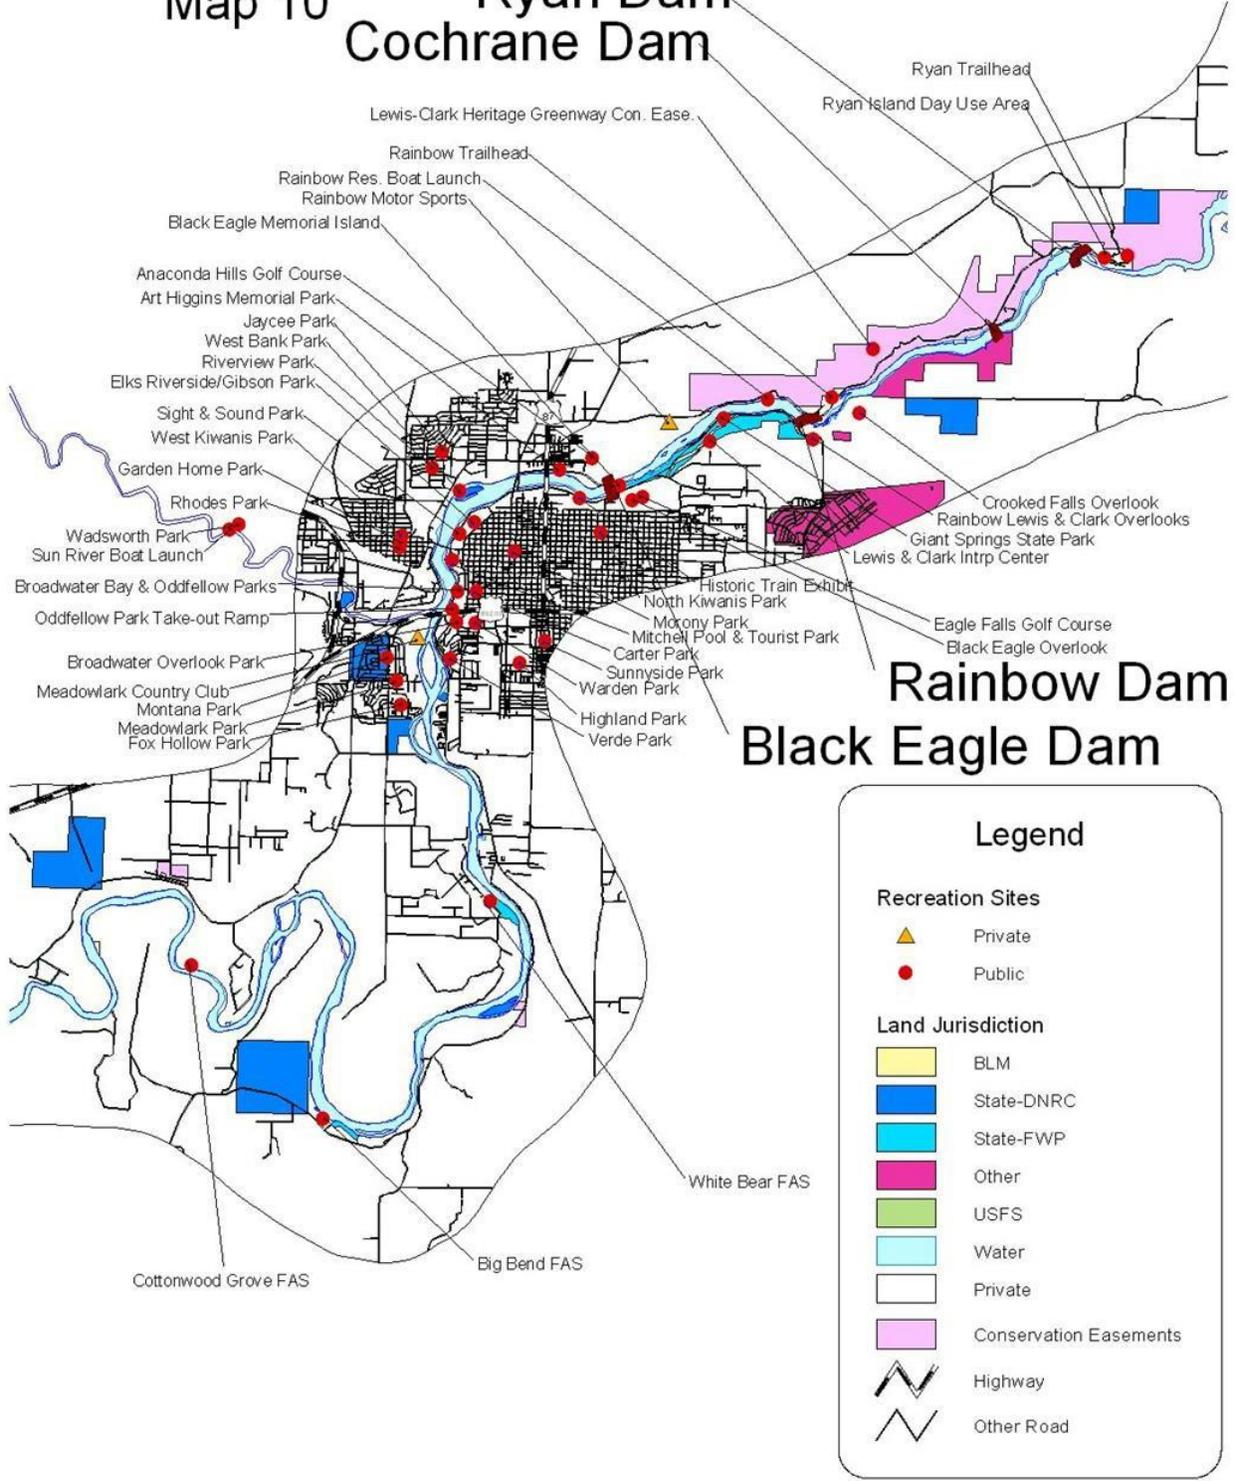 Map 10
Ryan Dam
Cochrane Dam
Ryan Trailhead
Ryan Island Day Use Area
Lewis-Clark Heritage Greenway Con. Ease.
Rainbow Trailhead
Rainbow Res. Boat Launch
Rainbow Motor Sports
Black Eagle Memorial Island
Anaconda Hills Golf Course
Art Higgins Memorial Park
Jaycee Park
West Bank Park
Riverview Park
Elks Riverside/Gibson Park
Sight & Sound Park
West Kiwanis Park
Garden Home Park
Rhodes Park
Wadsworth Park
Sun River Boat Launch
Broadwater Bay & Oddfellow Parks
Oddfellow Park Take-out Ramp
Broadwater Overlook Park
Meadowlark Country Club
Montana Park
Meadowlark Park
Fox Hollow Park
87
Crooked Falls Overlook
Rainbow Lewis & Clark Overlooks
Giant Springs State Park
Lewis & Clark Intrp Center
Historic Train Exhibit
North Kiwanis Park
Morony Park
Mitchell Pool & Tourist Park
Carter Park
Sunnyside Park
Warden Park
Highland Park
Verde Park
Eagle Falls Golf Course
Black Eagle Overlook
Rainbow Dam
Black Eagle Dam
White Bear FAS
Big Bend FAS
Cottonwood Grove FAS
Legend
Recreation Sites
Private
Public
Land Jurisdiction
BLM
State-DNRC
State-FWP
Other
USFS
Water
Private
Conservation Easements
Highway
Other Road